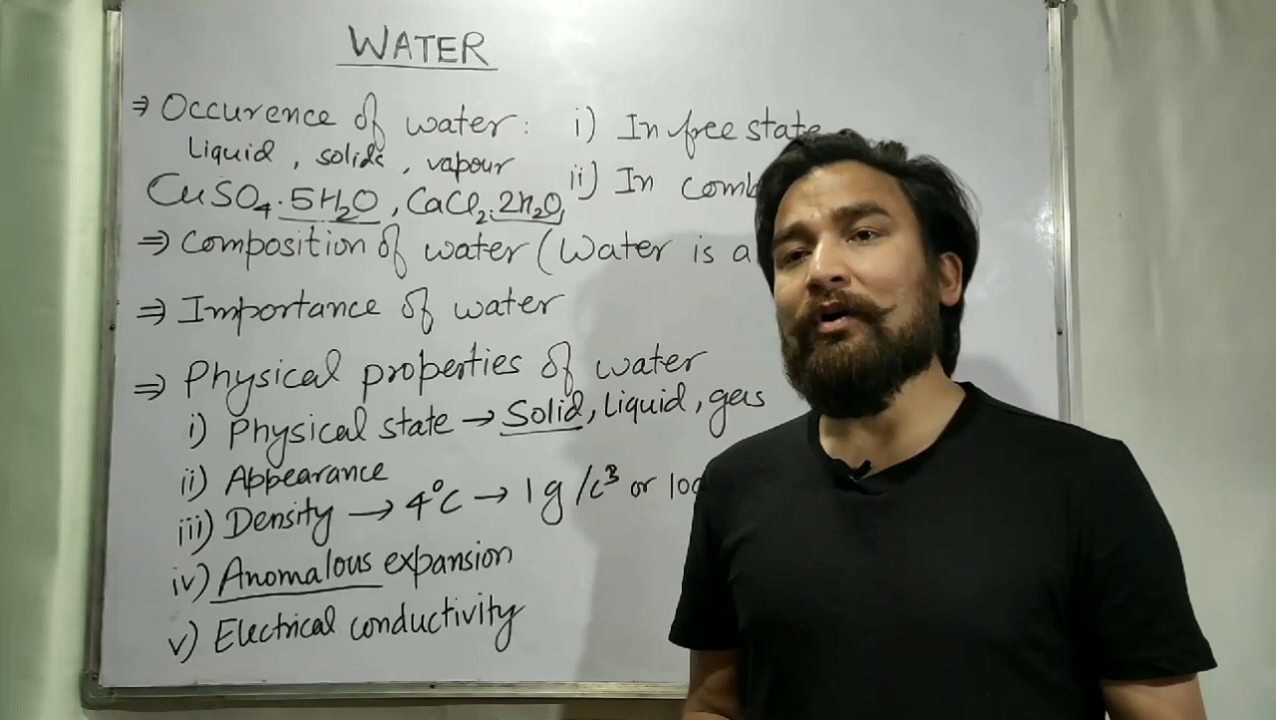 WATER
⇒ Occurence of water: i) In free state
Liquid, solids, vapour
ii) In comb
CuSO₄.5H₂O, CaCl₂.2H₂O,
⇒ Composition of water (Water is a
⇒ Importance of water
⇒ Physical properties of water
i) Physical state → Solid, Liquid, gas
ii) Appearance
iii) Density → 4°C → 1g/c³ or 100
iv) Anomalous expansion
v) Electrical conductivity